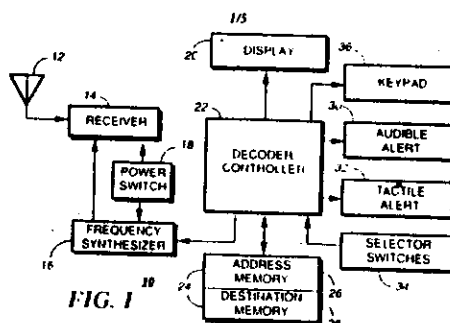 1/5
12
20
DISPLAY
36
KEYPAD
14
RECEIVER
22
DECODER
CONTROLLER
AUDIBLE
ALERT
18
POWER
SWITCH
TACTILE
ALERT
FREQUENCY
SYNTHESIZER
16
SELECTOR
SWITCHES
34
ADDRESS
MEMORY
24
26
DESTINATION
MEMORY
10
FIG. 1